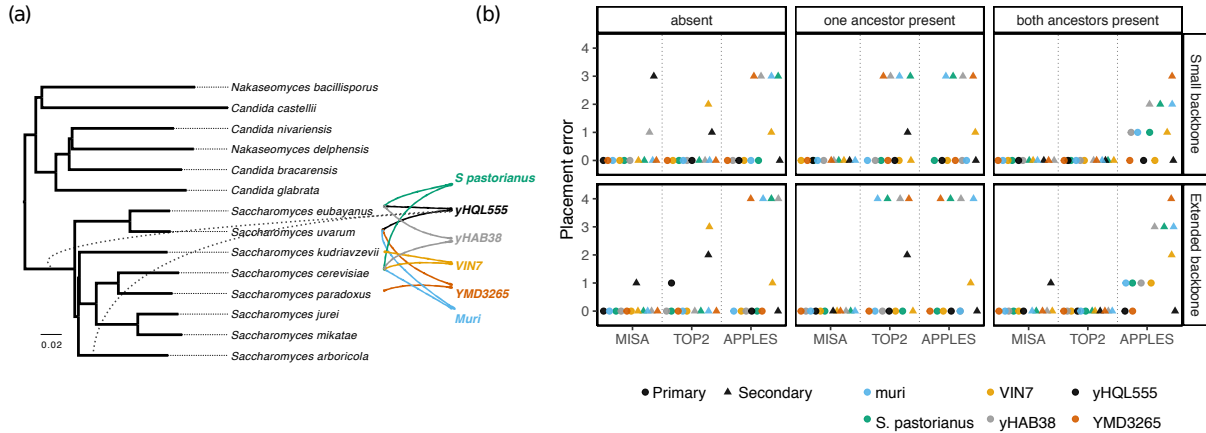 (a)
Nakaseomyces bacillisporus
Candida castellii
Candida nivariensis
Nakaseomyces delphensis
Candida bracarensis
Candida glabrata
Saccharomyces eubayanus
Saccharomyces uvarum
Saccharomyces kudriavzevii
Saccharomyces cerevisiae
Saccharomyces paradoxus
Saccharomyces jurei
Saccharomyces mikatae
Saccharomyces arboricola
0.02
S pastorianus
yHQL555
yHAB38
VIN7
YMD3265
Muri
(b)
absent
one ancestor present
both ancestors present
Small backbone
Extended backbone
Placement error
4
3
2
1
0
4
3
2
1
0
MISA TOP2 APPLES
MISA TOP2 APPLES
MISA TOP2 APPLES
Primary Secondary
muri VIN7 yHQL555
S. pastorianus yHAB38 YMD3265